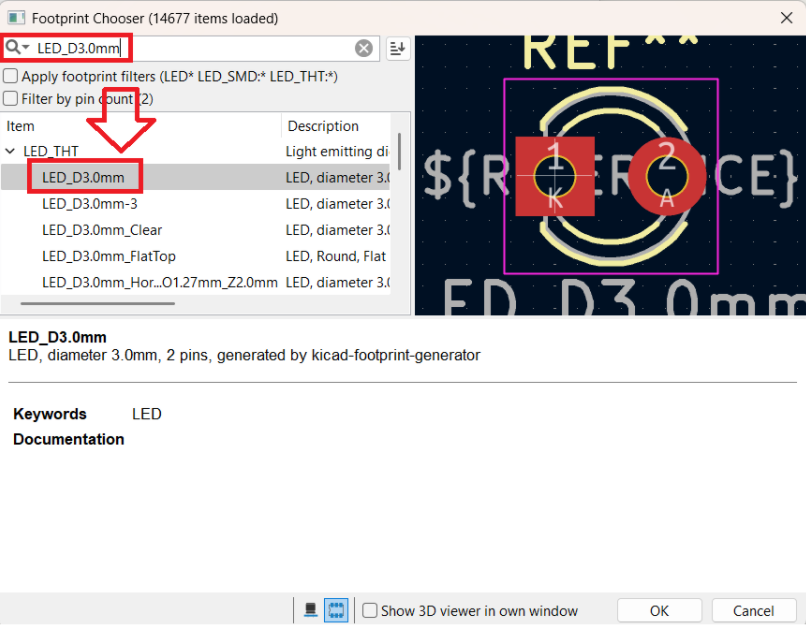 Footprint Chooser (14677 items loaded)
LED_D3.0mm
Apply footprint filters (LED* LED_SMD:* LED_THT:*)
Filter by pin count (2)
Item Description
LED_THT Light emitting di
LED_D3.0mm LED, diameter 3.0
LED_D3.0mm-3 LED, diameter 3.0
LED_D3.0mm_Clear LED, diameter 3.0
LED_D3.0mm_FlatTop LED, Round, Flat
LED_D3.0mm_Hor...O1.27mm_Z2.0mm LED, diameter 3.0
REF**
1 2
${R ER NCE}
K A
ED_D3.0mm
LED_D3.0mm
LED, diameter 3.0mm, 2 pins, generated by kicad-footprint-generator
Keywords LED
Documentation
Show 3D viewer in own window OK Cancel